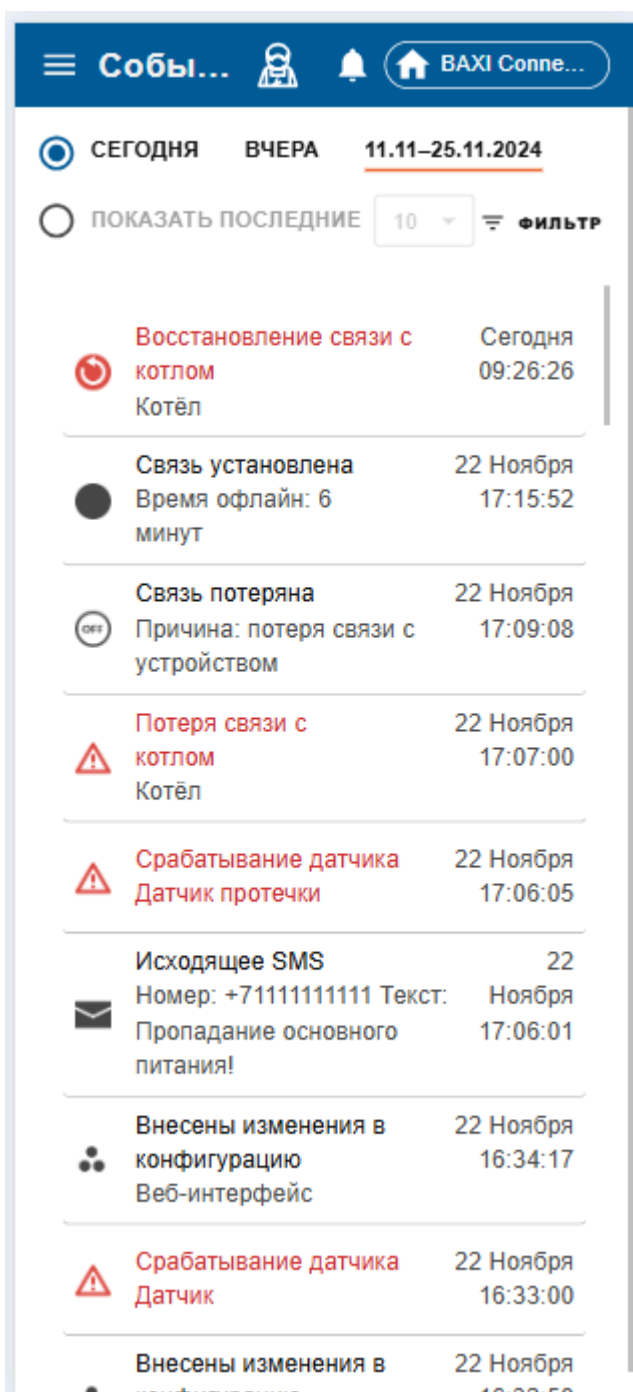 Собы... BAXI Conne...
СЕГОДНЯ ВЧЕРА 11.11–25.11.2024
ПОКАЗАТЬ ПОСЛЕДНИЕ 10 ФИЛЬТР
Восстановление связи с Сегодня
котлом 09:26:26
Котёл
Связь установлена 22 Ноября
Время офлайн: 6 17:15:52
минут
Связь потеряна 22 Ноября
OFF Причина: потеря связи с 17:09:08
устройством
Потеря связи с 22 Ноября
котлом 17:07:00
Котёл
Срабатывание датчика 22 Ноября
Датчик протечки 17:06:05
Исходящее SMS 22
Номер: +71111111111 Текст: Ноября
Пропадание основного 17:06:01
питания!
Внесены изменения в 22 Ноября
конфигурацию 16:34:17
Веб-интерфейс
Срабатывание датчика 22 Ноября
Датчик 16:33:00
Внесены изменения в 22 Ноября